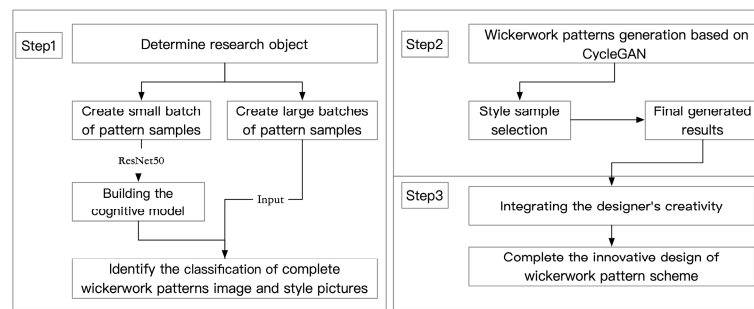 Step1
Determine research object
Create small batch
of pattern samples
Create large batches
of pattern samples
ResNet50
Building the
cognitive model
Input
Identify the classification of complete
wickerwork patterns image and style pictures
Step2
Wickerwork patterns generation based on
CycleGAN
Style sample
selection
Final generated
results
Step3
Integrating the designer's creativity
Complete the innovative design of
wickerwork pattern scheme